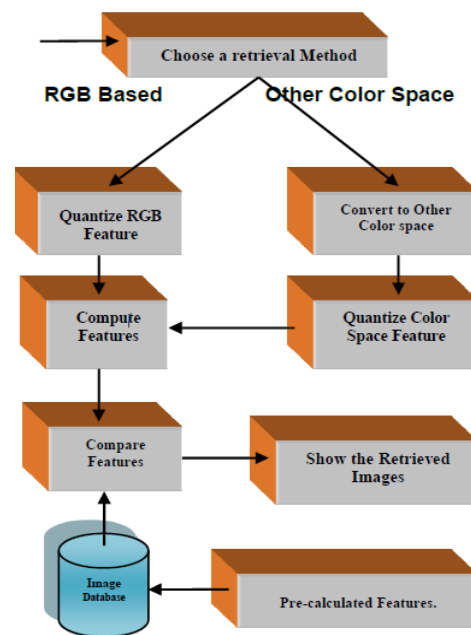 Choose a retrieval Method
RGB Based
Other Color Space
Quantize RGB
Feature
Convert to Other
Color space
Compute
Features
Quantize Color
Space Feature
Compare
Features
Show the Retrieved
Images
Image
Database
Pre-calculated Features.